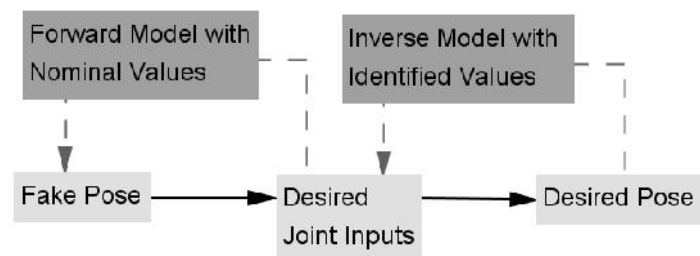 Forward Model with
Nominal Values
Inverse Model with
Identified Values
Fake Pose
Desired
Joint Inputs
Desired Pose